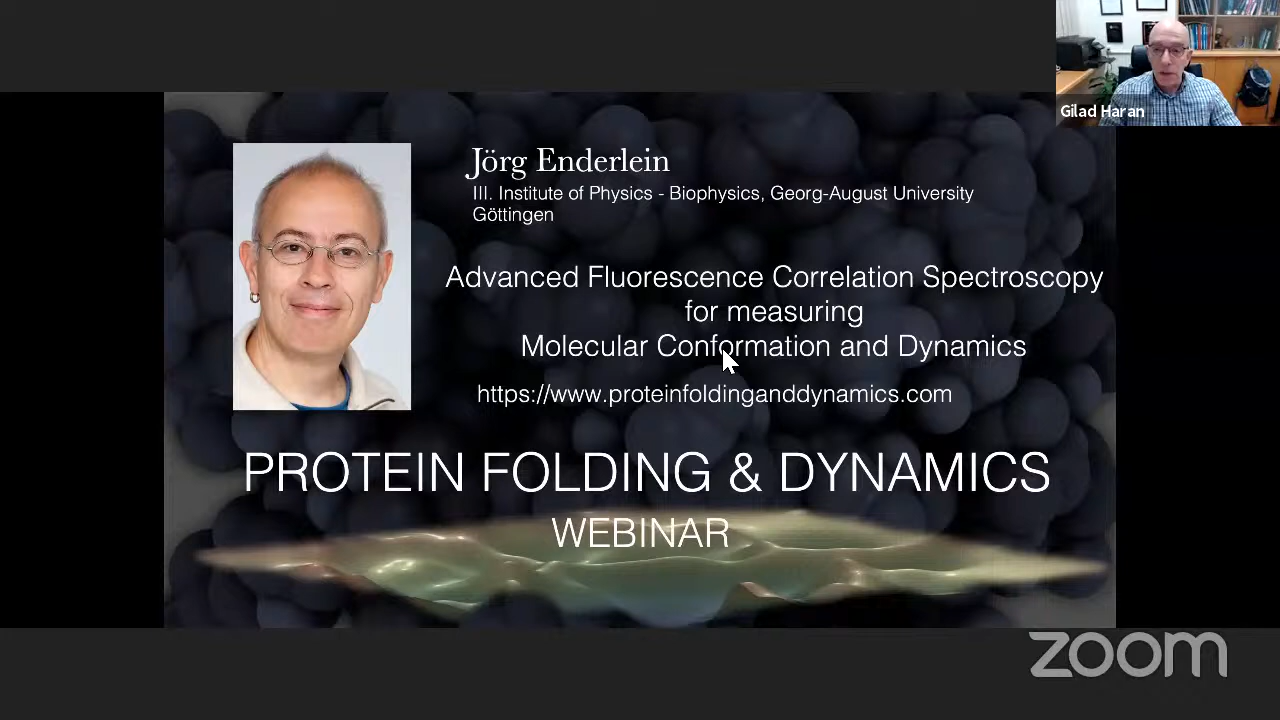 Gilad Haran
Jörg Enderlein
III. Institute of Physics - Biophysics, Georg-August University
Göttingen
Advanced Fluorescence Correlation Spectroscopy
for measuring
Molecular Conformation and Dynamics
https://www.proteinfoldinganddynamics.com
PROTEIN FOLDING & DYNAMICS
WEBINAR
zoom